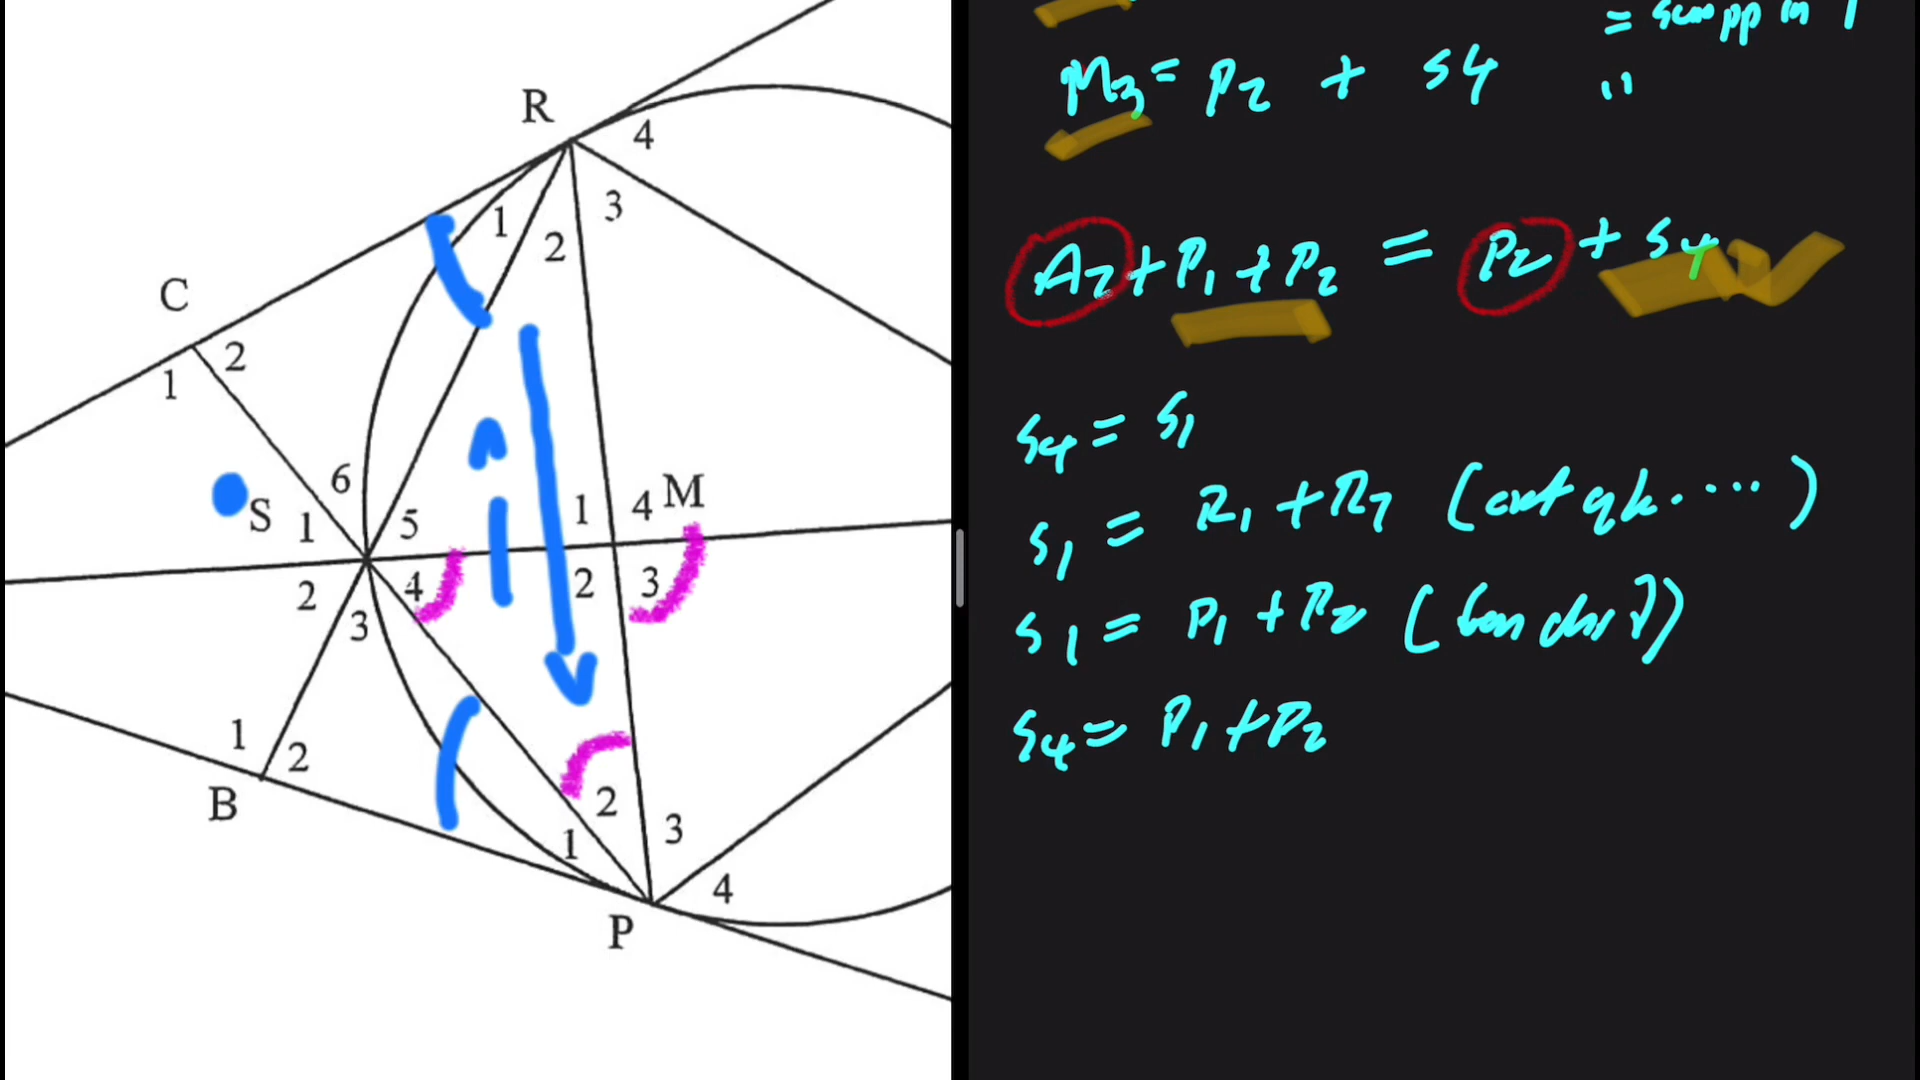 R
4
1
3
2
C
2
1
6
4 M
1
S
1
5
2
4
2
3
3
1
2
B
2
3
1
4
P
=
M3 = P2 + S4
"
A2 + P1 + P2 = P2 + S4
S4 = S1
S1 = R1 + R2 (
S1 = P1 + P2 (tan chrd)
S4 = P1 + P2